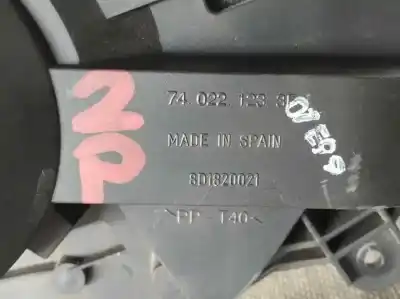 2P
74 022 123 3
MADE IN SPAIN
8D1820021
>PP-T40<